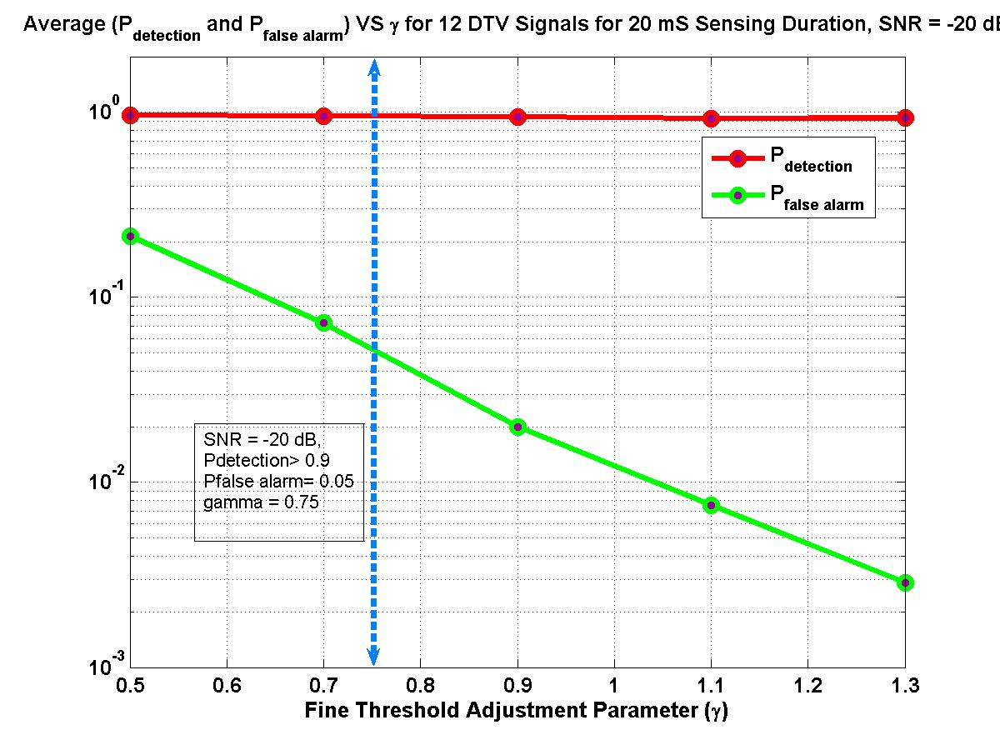 Average (Pdetection and Pfalse alarm) VS γ for 12 DTV Signals for 20 mS Sensing Duration, SNR = -20 dB
10^0
Pdetection
Pfalse alarm
10^-1
SNR = -20 dB,
Pdetection> 0.9
Pfalse alarm= 0.05
gamma = 0.75
10^-2
10^-3
0.5 0.6 0.7 0.8 0.9 1 1.1 1.2 1.3
Fine Threshold Adjustment Parameter (γ)